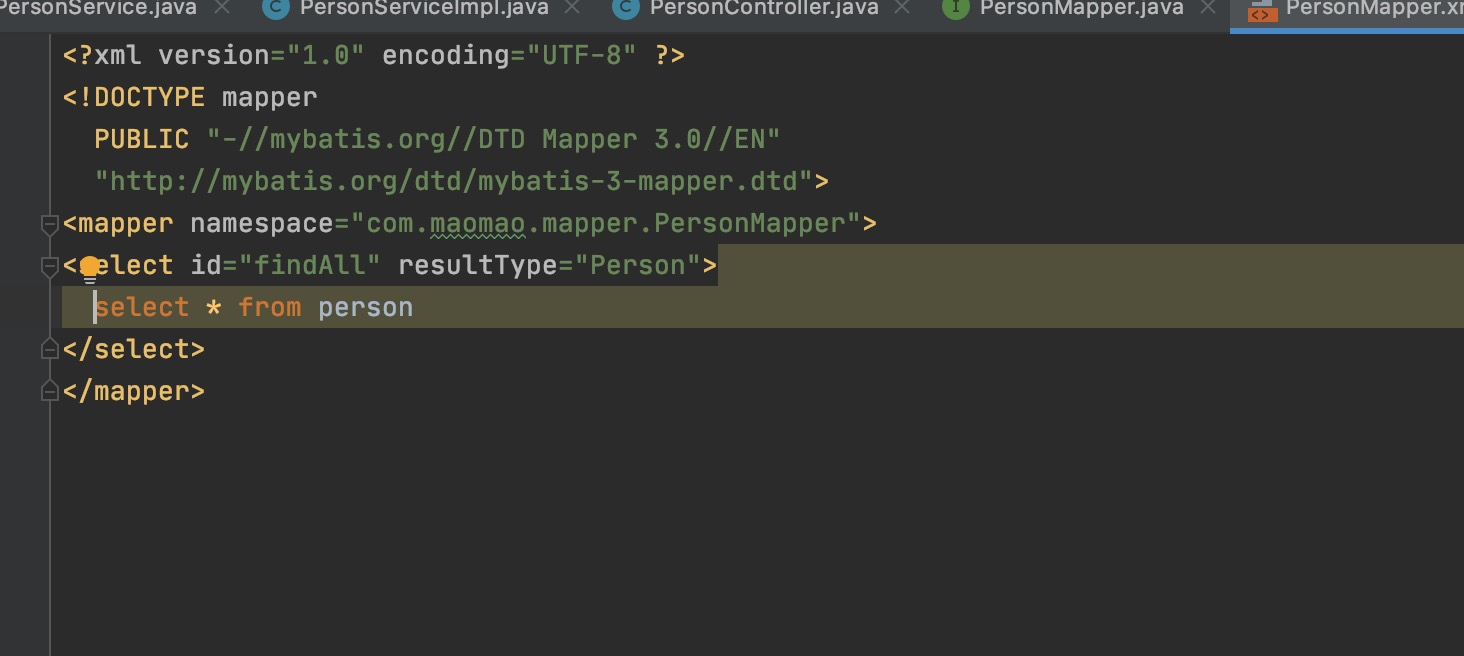 PersonService.java PersonServiceImpl.java PersonController.java PersonMapper.java
<?xml version="1.0" encoding="UTF-8" ?>
<!DOCTYPE mapper
PUBLIC "-//mybatis.org//DTD Mapper 3.0//EN"
"http://mybatis.org/dtd/mybatis-3-mapper.dtd">
<mapper namespace="com.maomao.mapper.PersonMapper">
<select id="findAll" resultType="Person">
select * from person
</select>
</mapper>